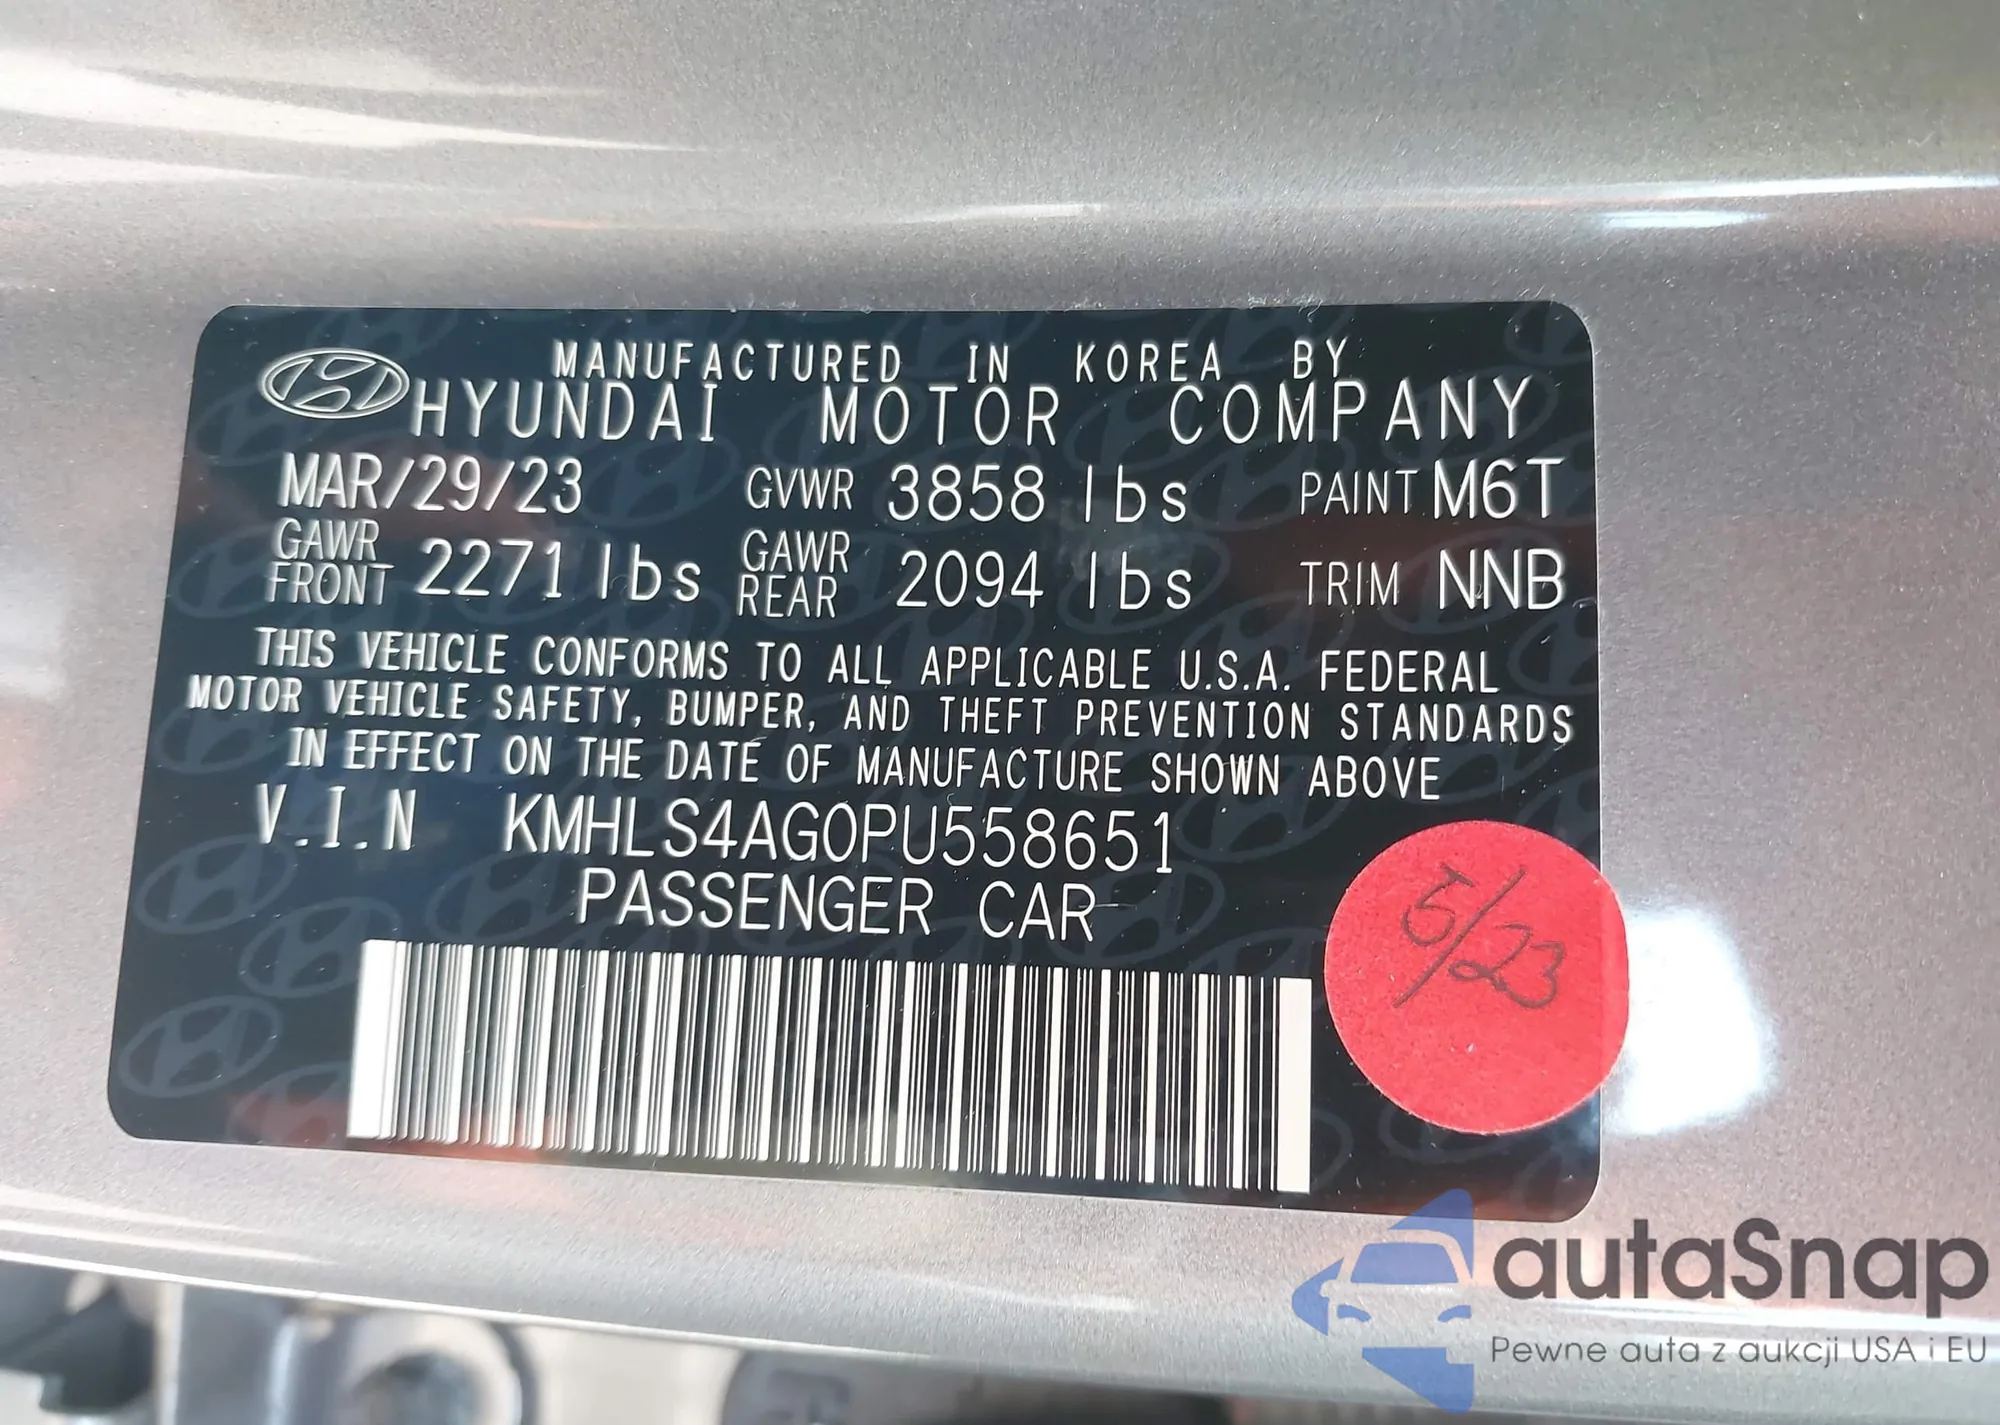 MANUFACTURED IN KOREA BY
HYUNDAI MOTOR COMPANY
MAR/29/23 GVWR 3858 lbs PAINT M6T
GAWR FRONT 2271 lbs GAWR REAR 2094 lbs TRIM NNB
THIS VEHICLE CONFORMS TO ALL APPLICABLE U.S.A. FEDERAL
MOTOR VEHICLE SAFETY, BUMPER, AND THEFT PREVENTION STANDARDS
IN EFFECT ON THE DATE OF MANUFACTURE SHOWN ABOVE
V.I.N KMHLS4AG0PU558651
PASSENGER CAR
5/23
autaSnap
Pewne auta z aukcji USA i EU